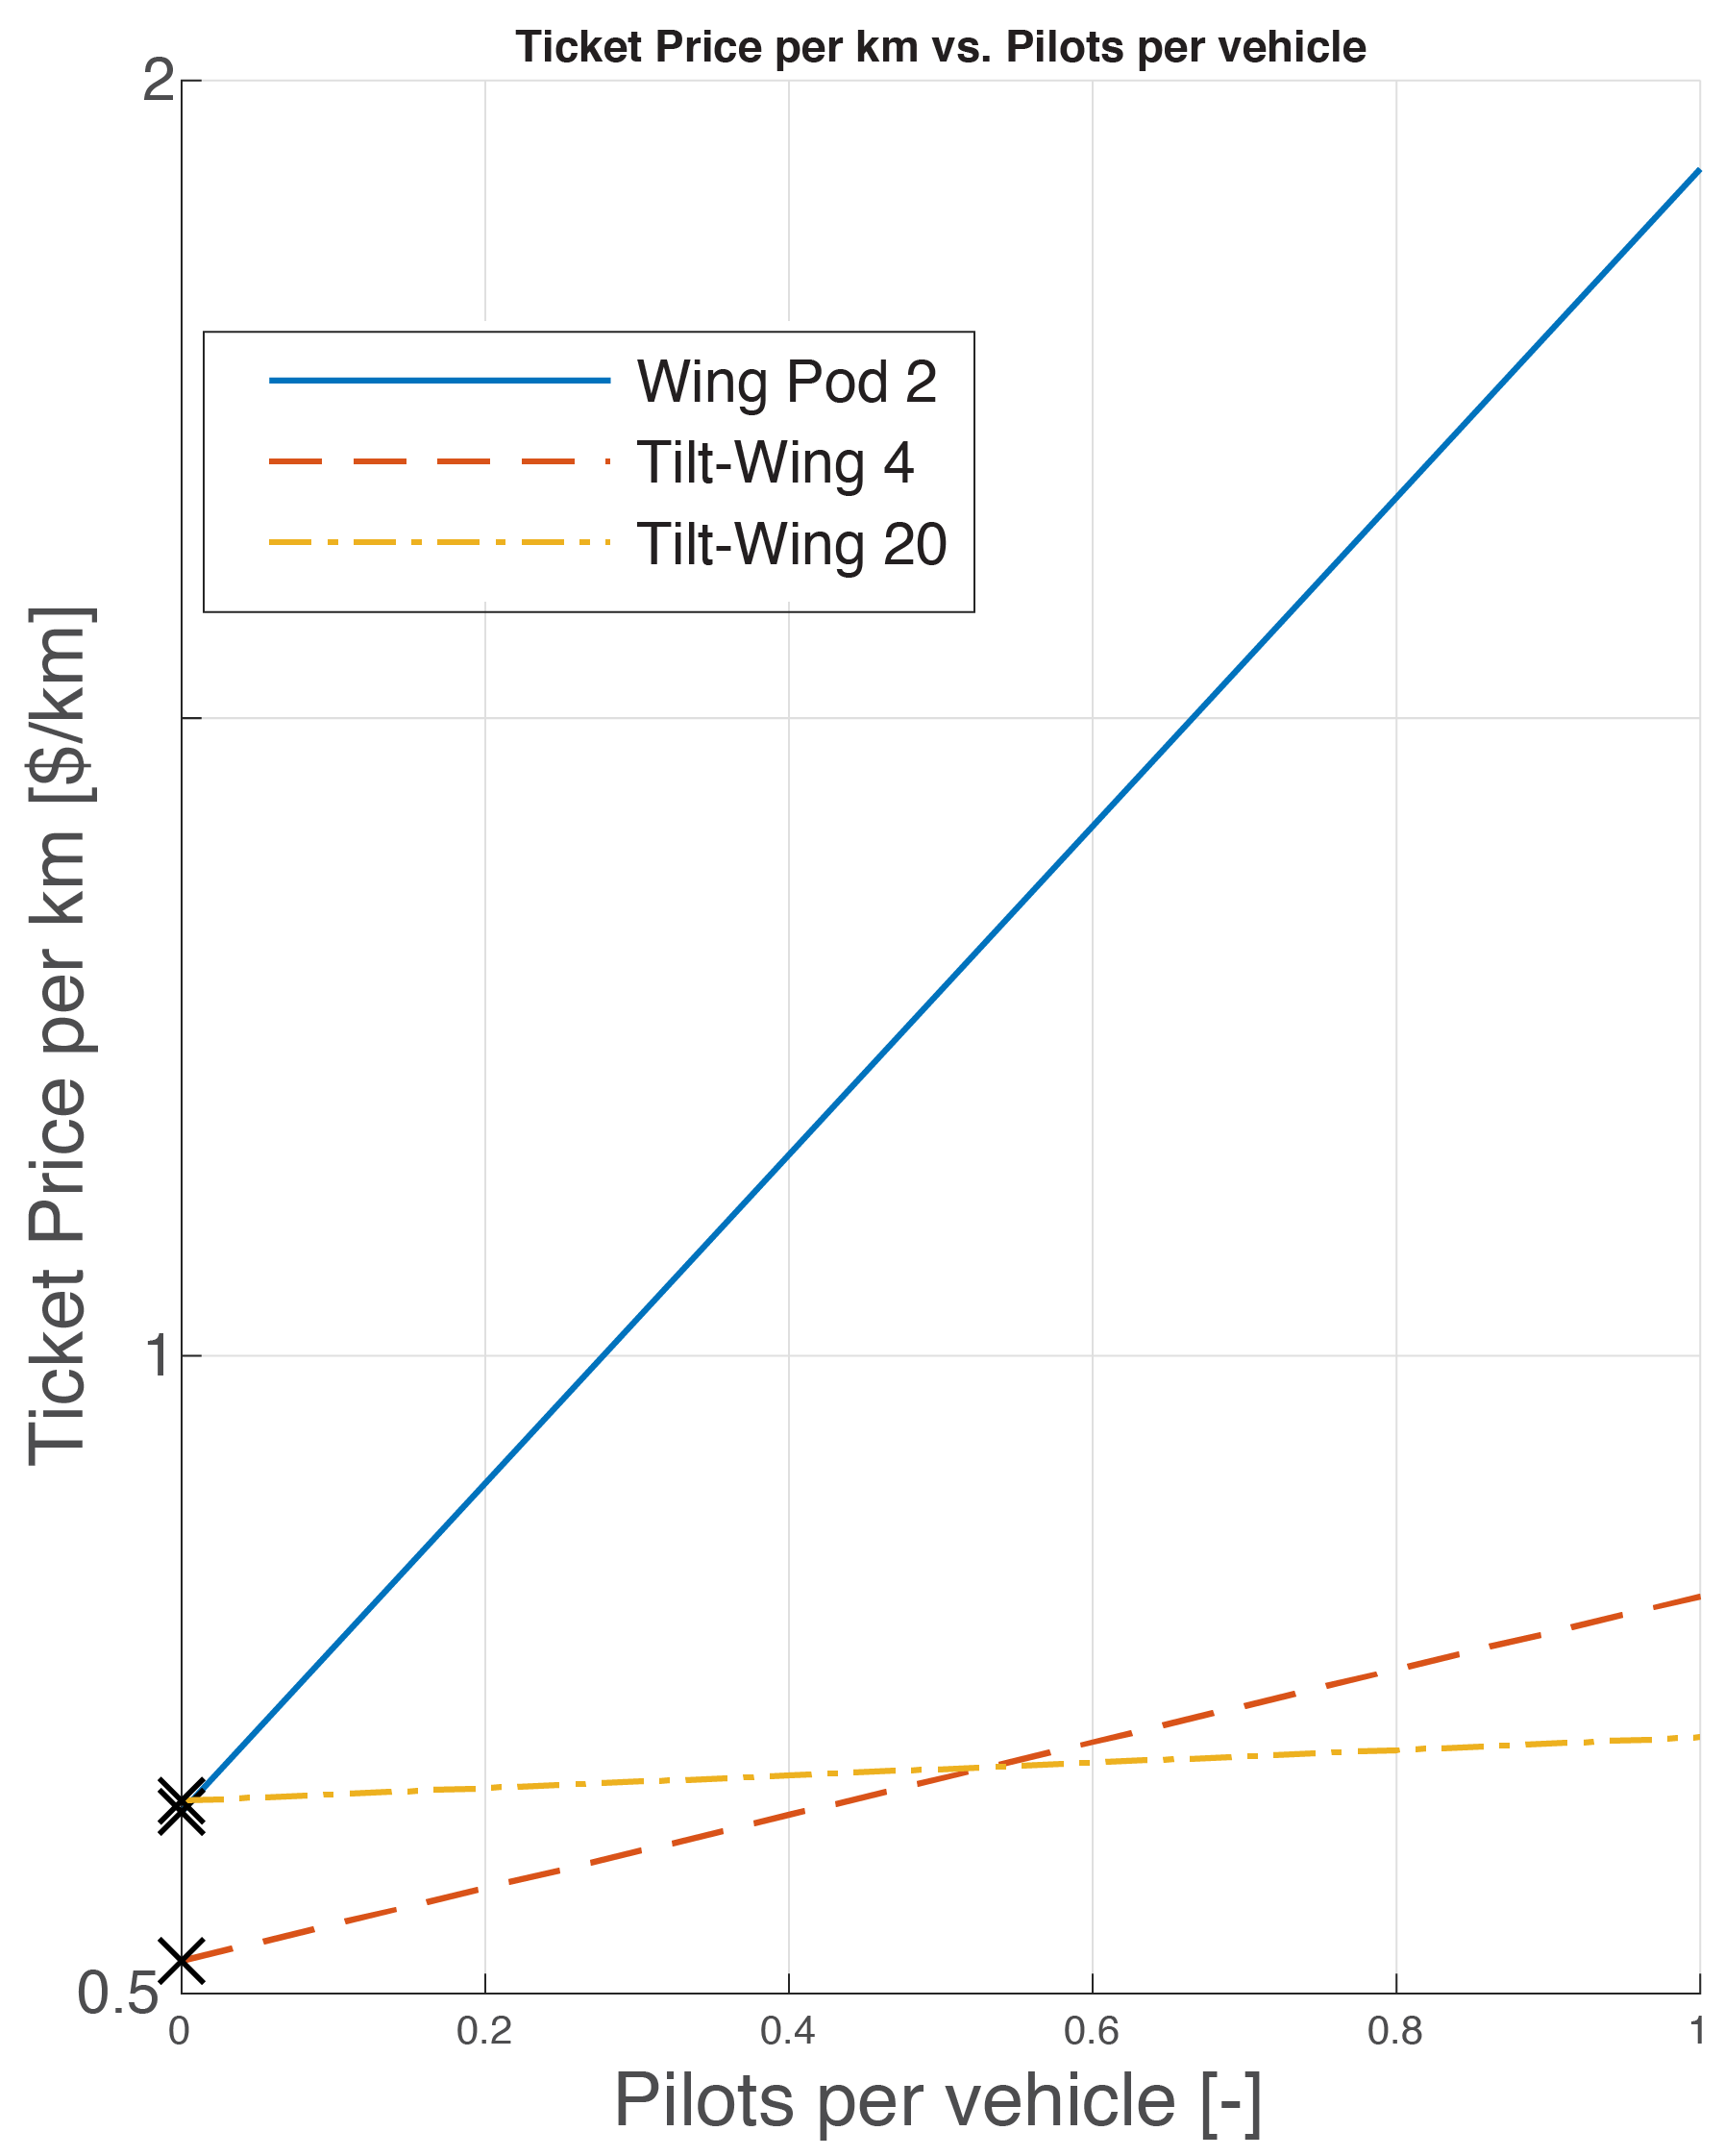 Ticket Price per km vs. Pilots per vehicle
2
Wing Pod 2
Tilt-Wing 4
Tilt-Wing 20
Ticket Price per km [$/km]
1
0.5
0 0.2 0.4 0.6 0.8 1
Pilots per vehicle [-]